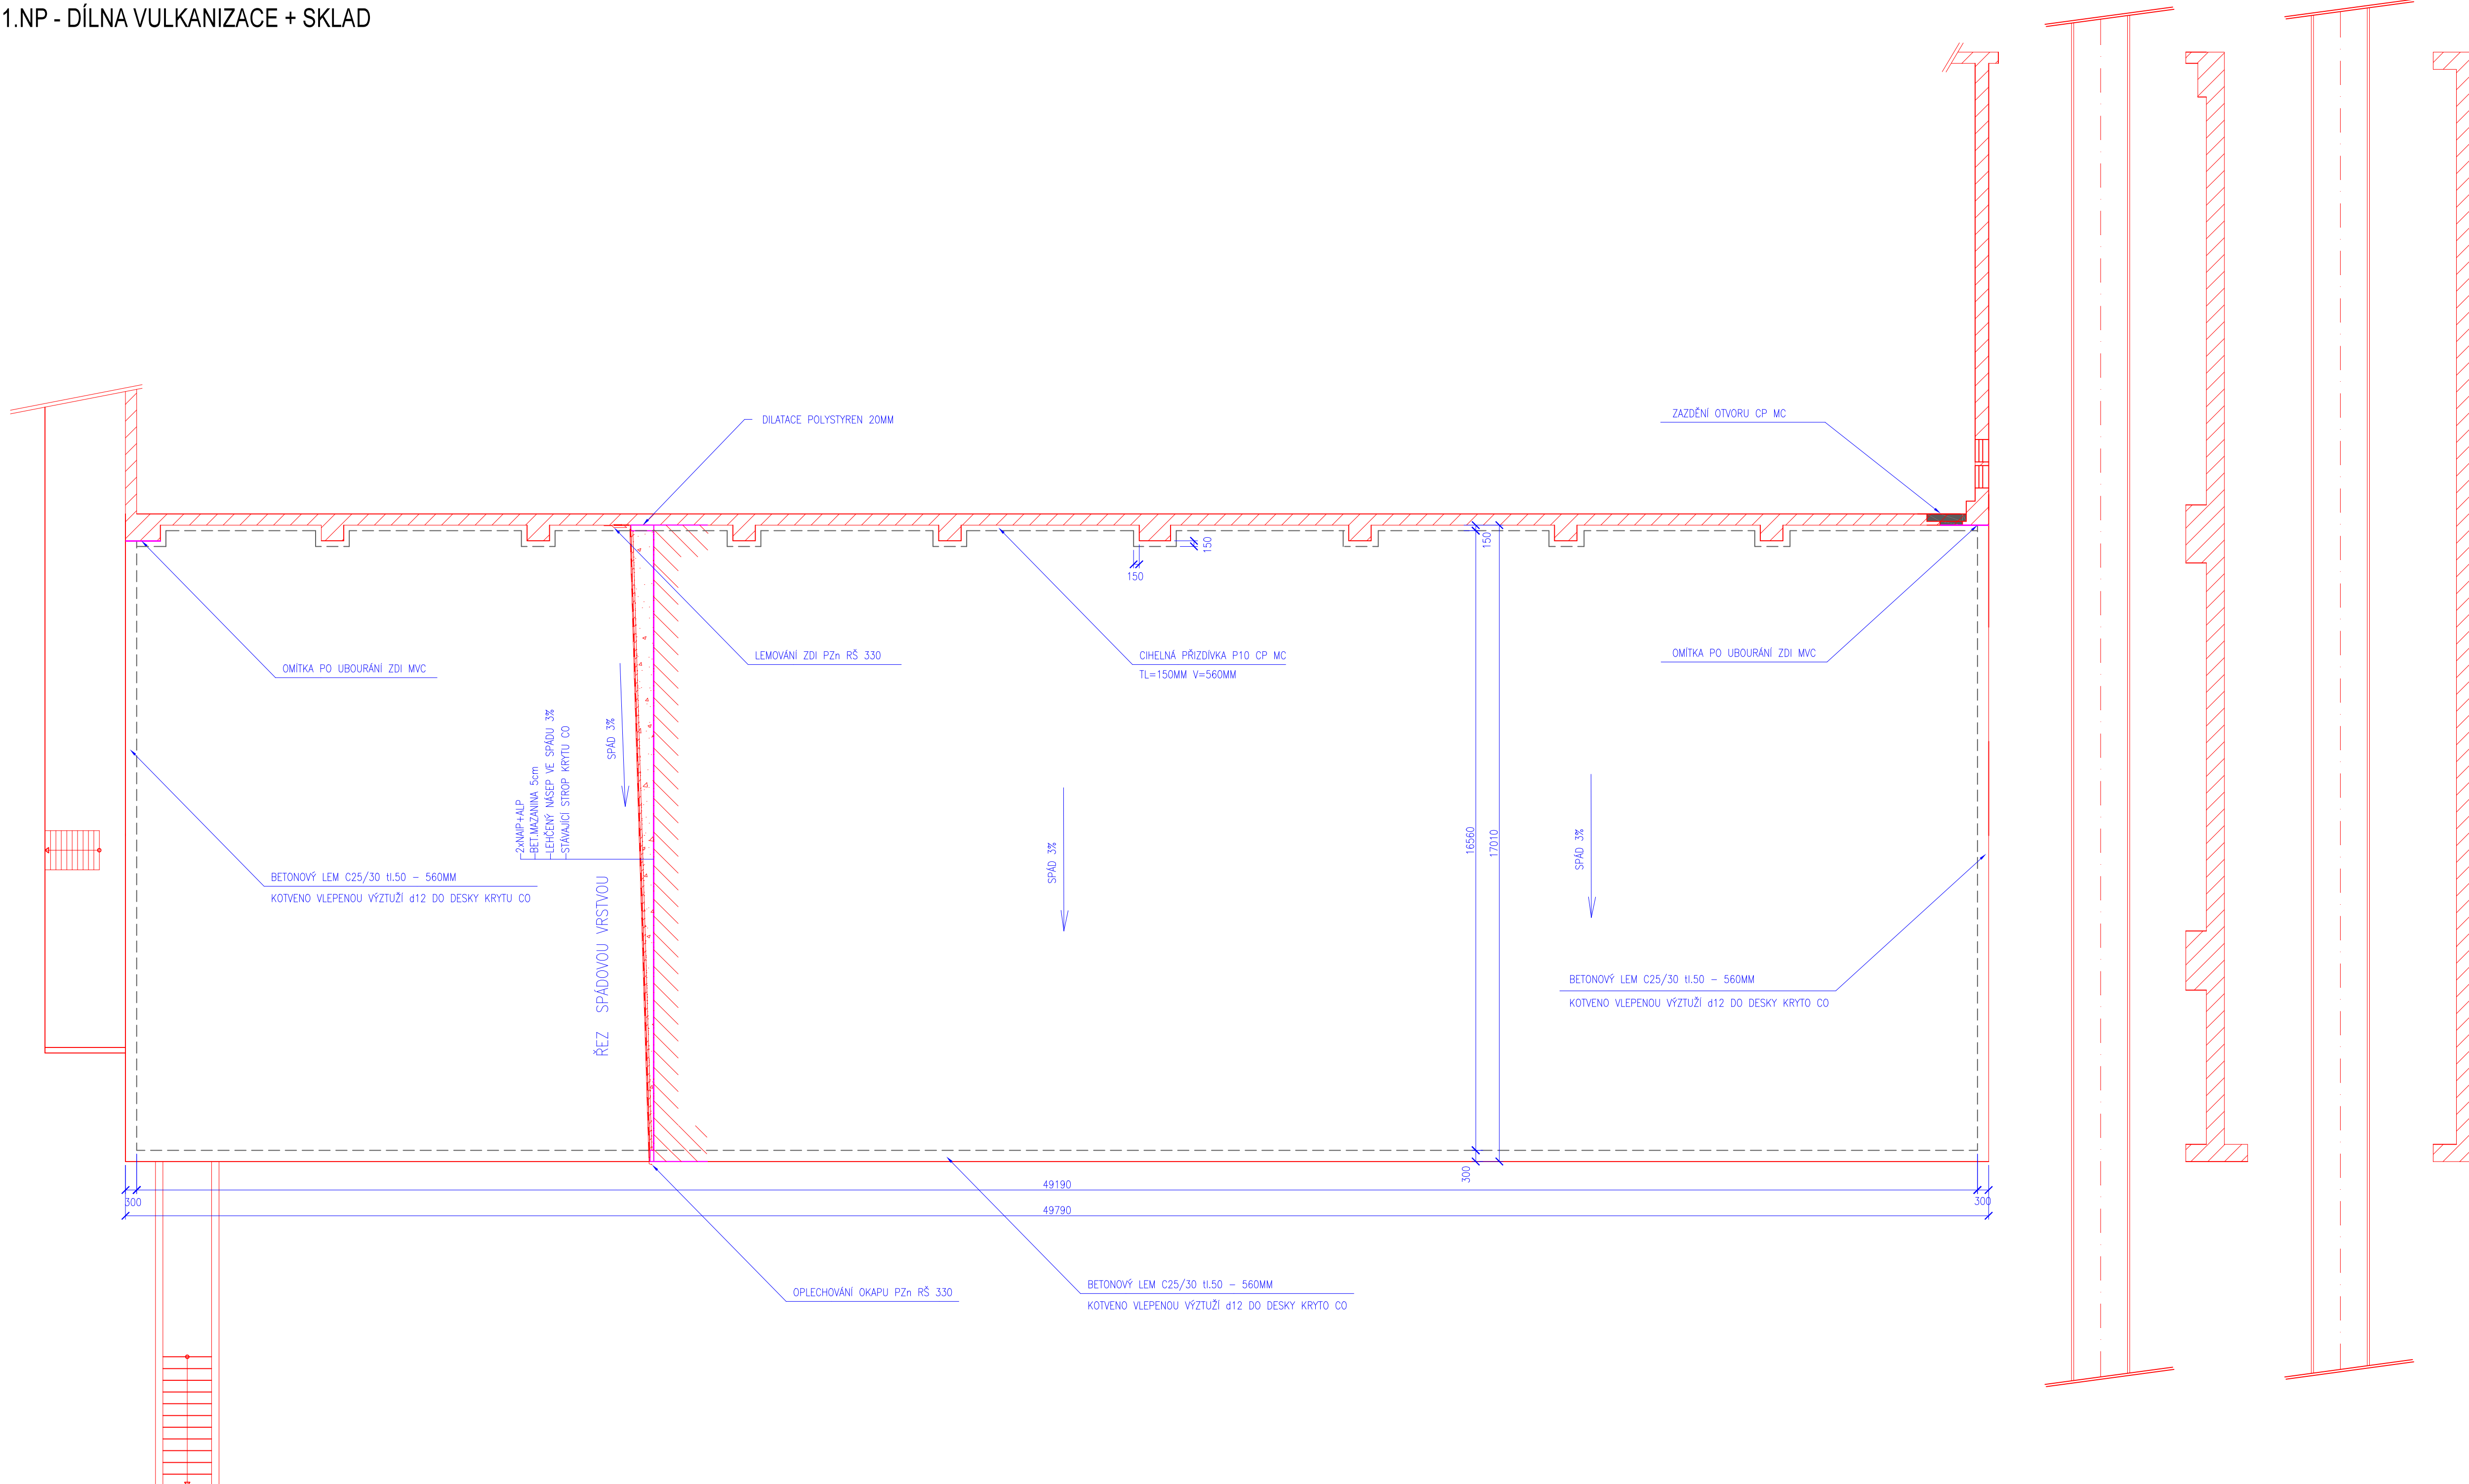 1.NP - DÍLNA VULKANIZACE + SKLAD
DILATACE POLYSTYREN 20MM
ZAZDĚNÍ OTVORU CP MC
150
150
150
OMÍTKA PO UBOURÁNÍ ZDI MVC
LEMOVÁNÍ ZDI PZn RŠ 330
CIHELNÁ PŘIZDÍVKA P10 CP MC
TL=150MM V=560MM
OMÍTKA PO UBOURÁNÍ ZDI MVC
2xNAIP+ALP
BET.MAZANINA 5cm
LEHČENÝ NÁSEP VE SPÁDU 3%
STÁVAJÍCÍ STROP KRYTU CO
SPÁD 3%
SPÁD 3%
16560
17010
SPÁD 3%
BETONOVÝ LEM C25/30 tl.50 - 560MM
KOTVENO VLEPENOU VÝZTUŽÍ d12 DO DESKY KRYTU CO
ŘEZ SPÁDOVOU VRSTVOU
BETONOVÝ LEM C25/30 tl.50 - 560MM
KOTVENO VLEPENOU VÝZTUŽÍ d12 DO DESKY KRYTO CO
300
49190
300
300
49790
OPLECHOVÁNÍ OKAPU PZn RŠ 330
BETONOVÝ LEM C25/30 tl.50 - 560MM
KOTVENO VLEPENOU VÝZTUŽÍ d12 DO DESKY KRYTO CO